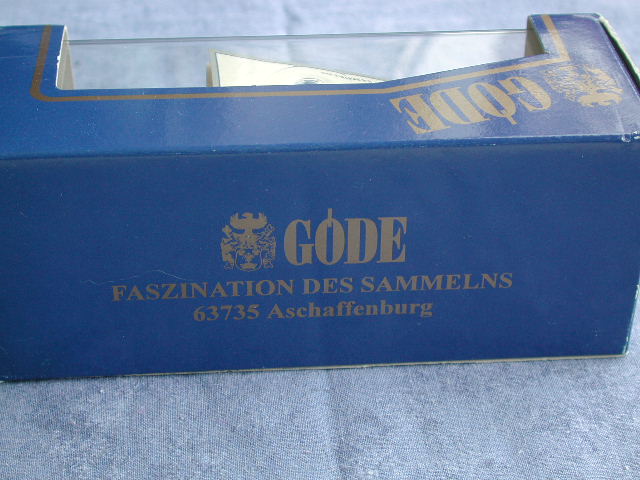 GÖDE
GÖDE
FASZINATION DES SAMMELNS
63735 Aschaffenburg